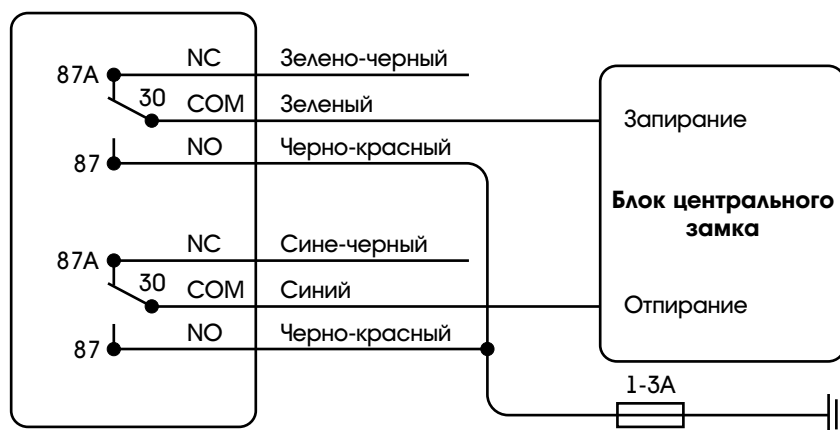 87A NC Зелено-черный
30 COM Зеленый
87 NO Черно-красный
87A NC Сине-черный
30 COM Синий
87 NO Черно-красный
Запирание
Блок центрального
замка
Отпирание
1-3А